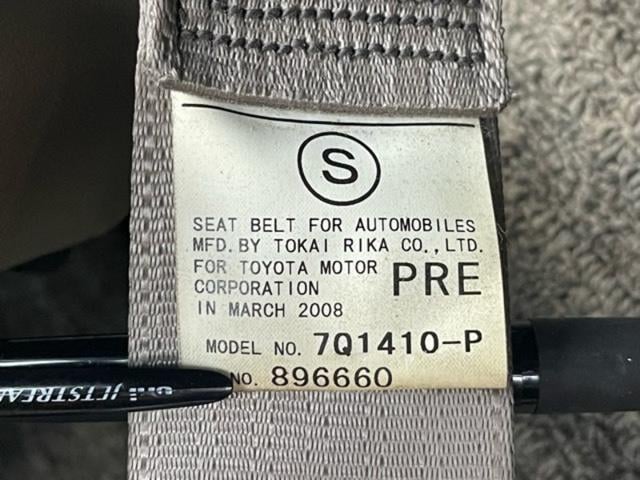 S
SEAT BELT FOR AUTOMOBILES
MFD. BY TOKAI RIKA CO., LTD.
FOR TOYOTA MOTOR
CORPORATION PRE
IN MARCH 2008
MODEL NO. 7Q1410-P
NO. 896660
uni JETSTREAM